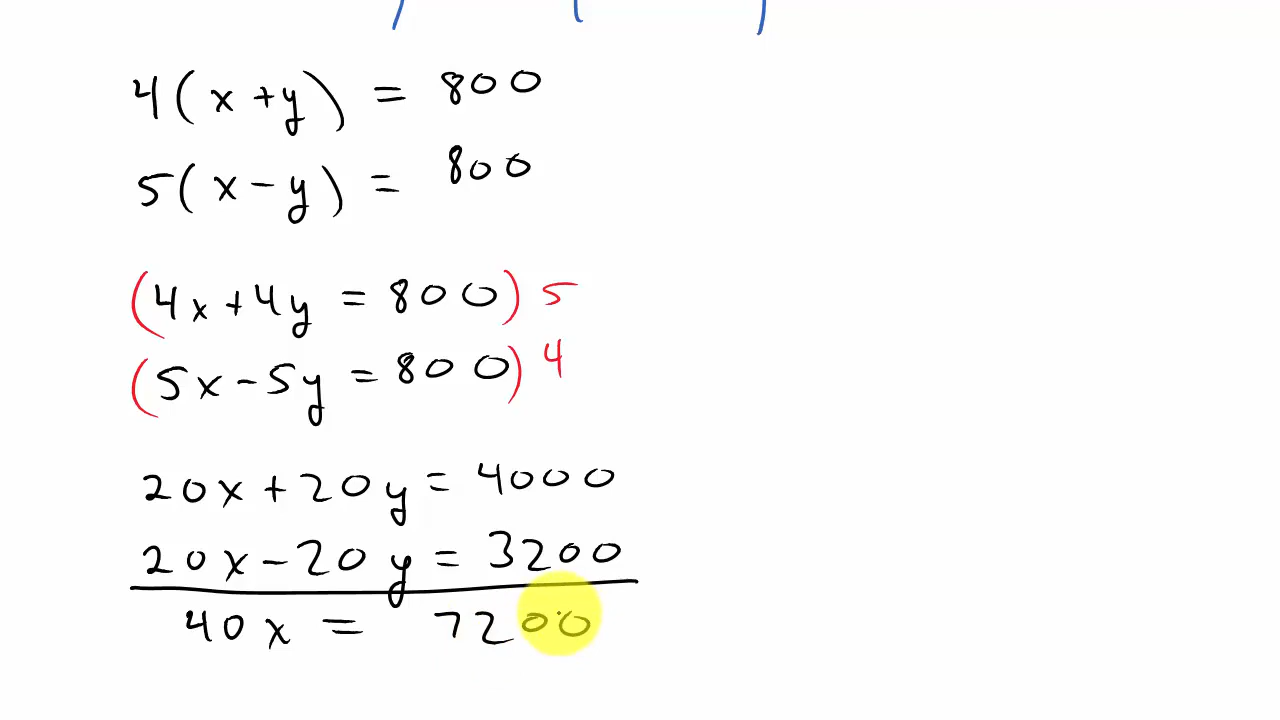 4(x+y) = 800
5(x-y) = 800
(4x+4y = 800) 5
(5x-5y = 800) 4
20x+20y = 4000
20x-20y = 3200
40x = 7200